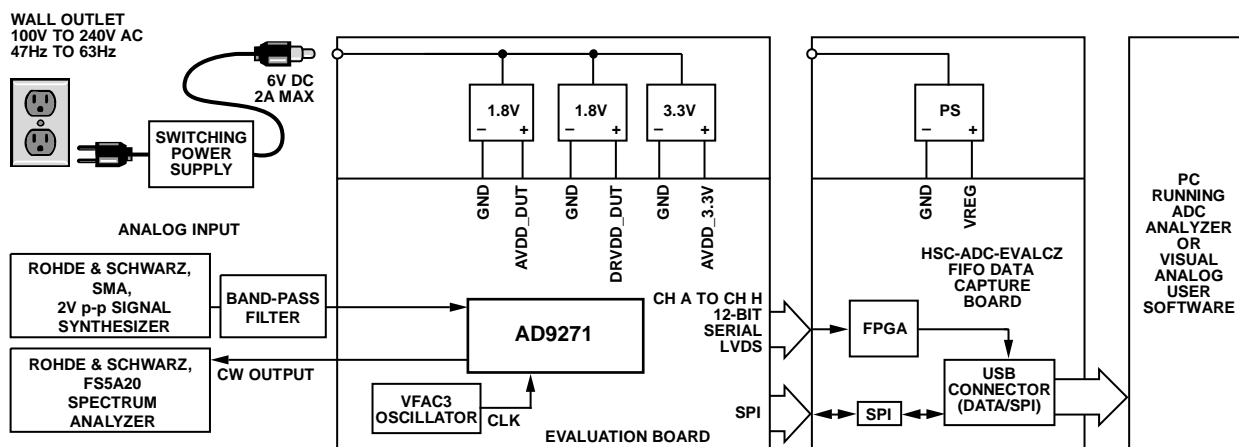 WALL OUTLET
100V TO 240V AC
47Hz TO 63Hz
6V DC
2A MAX
SWITCHING
POWER
SUPPLY
1.8V
– +
1.8V
– +
3.3V
– +
PS
– +
GND
AVDD_DUT
GND
DRVDD_DUT
GND
AVDD_3.3V
GND
VREG
ANALOG INPUT
ROHDE & SCHWARZ,
SMA,
2V p-p SIGNAL
SYNTHESIZER
BAND-PASS
FILTER
ROHDE & SCHWARZ,
FS5A20
SPECTRUM
ANALYZER
CW OUTPUT
AD9271
VFAC3
OSCILLATOR
CLK
EVALUATION BOARD
CH A TO CH H
12-BIT
SERIAL
LVDS
SPI
HSC-ADC-EVALCZ
FIFO DATA
CAPTURE
BOARD
FPGA
SPI
USB
CONNECTOR
(DATA/SPI)
PC
RUNNING
ADC
ANALYZER
OR
VISUAL
ANALOG
USER
SOFTWARE